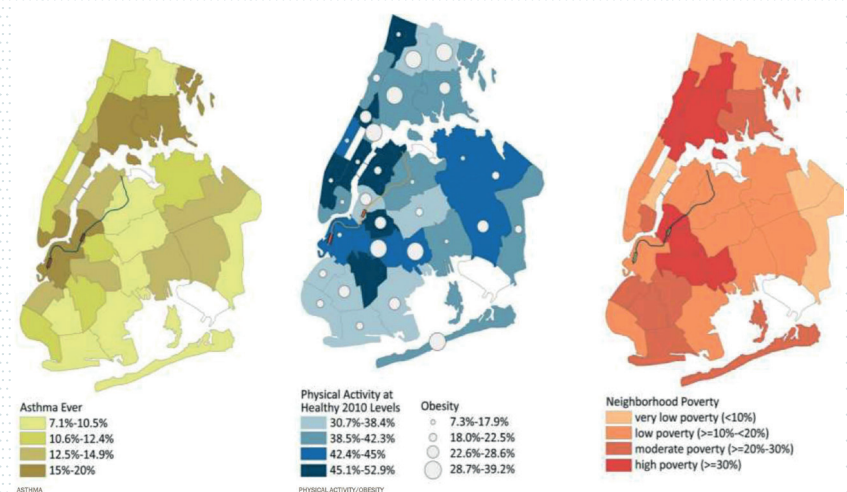 Asthma Ever
7.1%-10.5%
10.6%-12.4%
12.5%-14.9%
15%-20%
ASTHMA
Physical Activity at
Healthy 2010 Levels
30.7%-38.4%
38.5%-42.3%
42.4%-45%
45.1%-52.9%
Obesity
7.3%-17.9%
18.0%-22.5%
22.6%-28.6%
28.7%-39.2%
PHYSICAL ACTIVITY/OBESITY
Neighborhood Poverty
very low poverty (<10%)
low poverty (>=10%-<20%)
moderate poverty (>=20%-30%)
high poverty (>=30%)